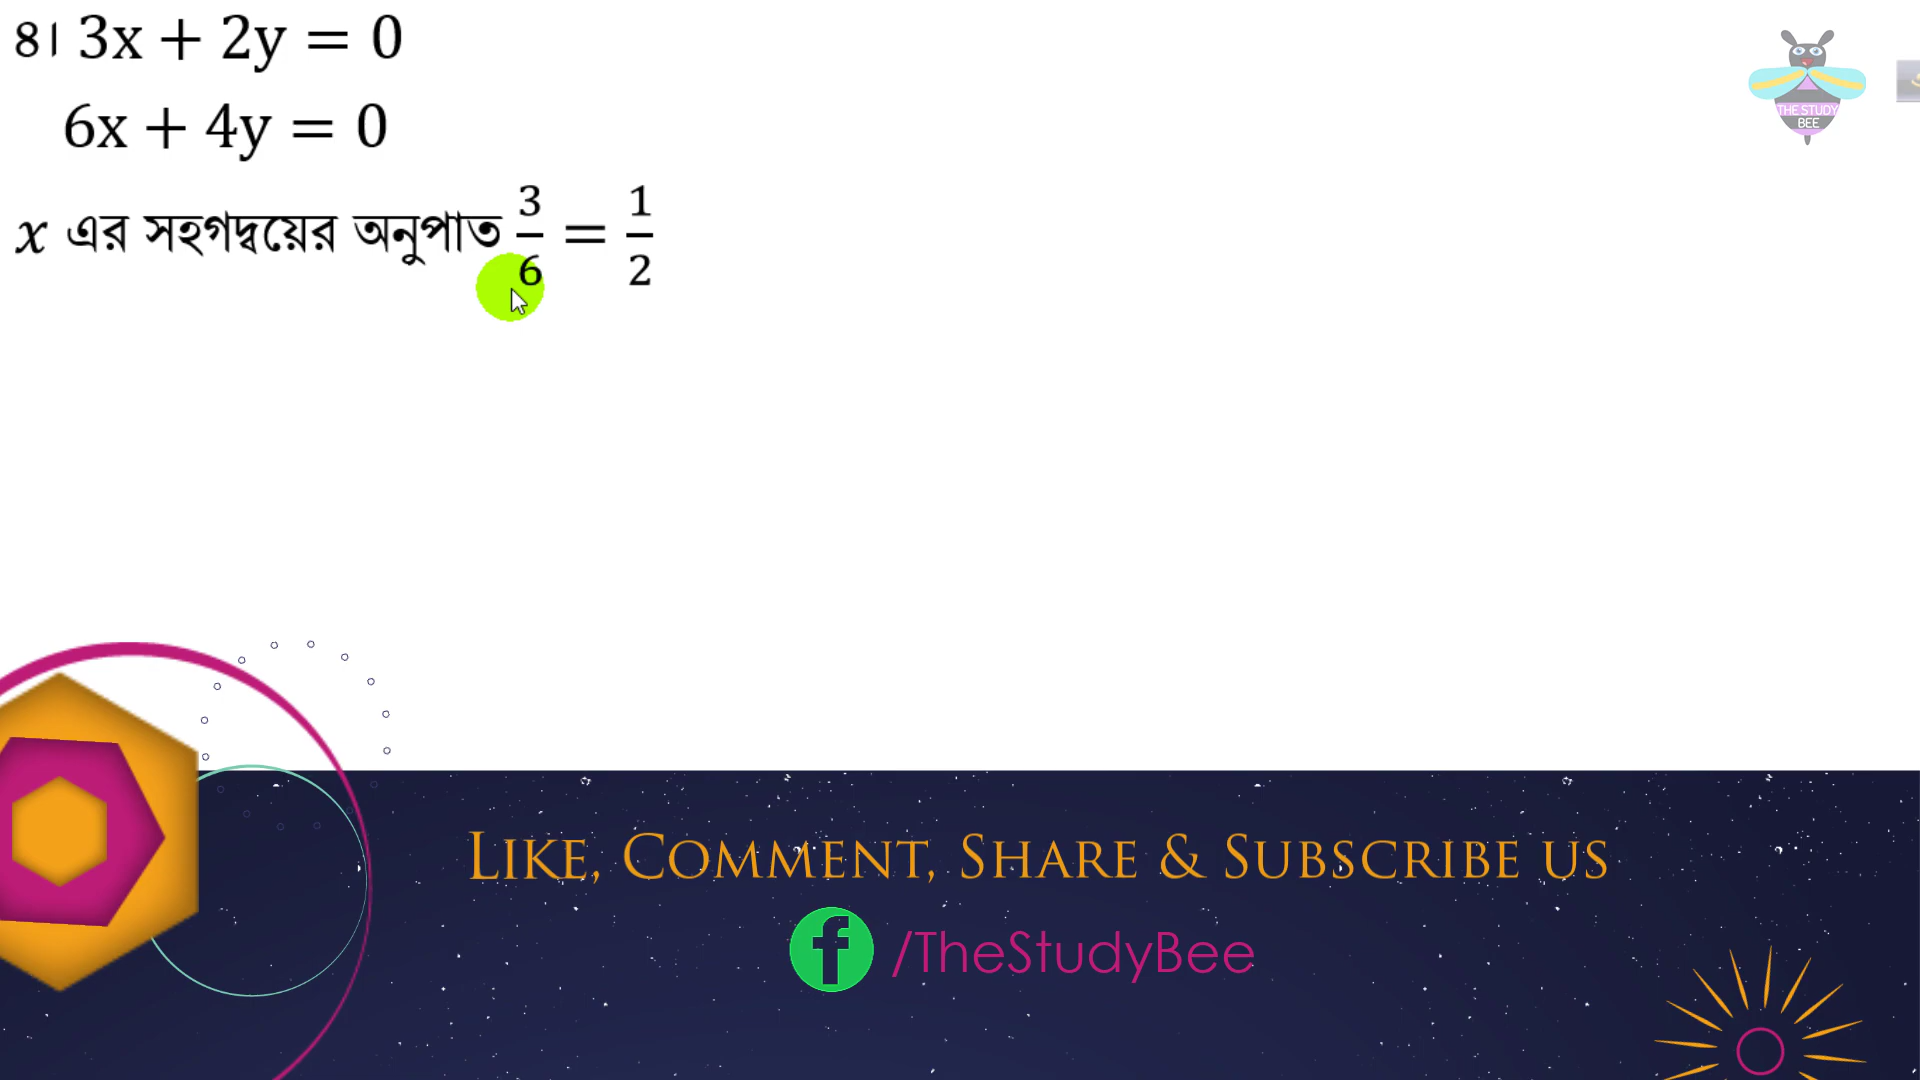 8। 3x + 2y = 0
6x + 4y = 0
x এর সহগদ্বয়ের অনুপাত 3/6 = 1/2
THE STUDY
BEE
LIKE, COMMENT, SHARE & SUBSCRIBE US
f /TheStudyBee